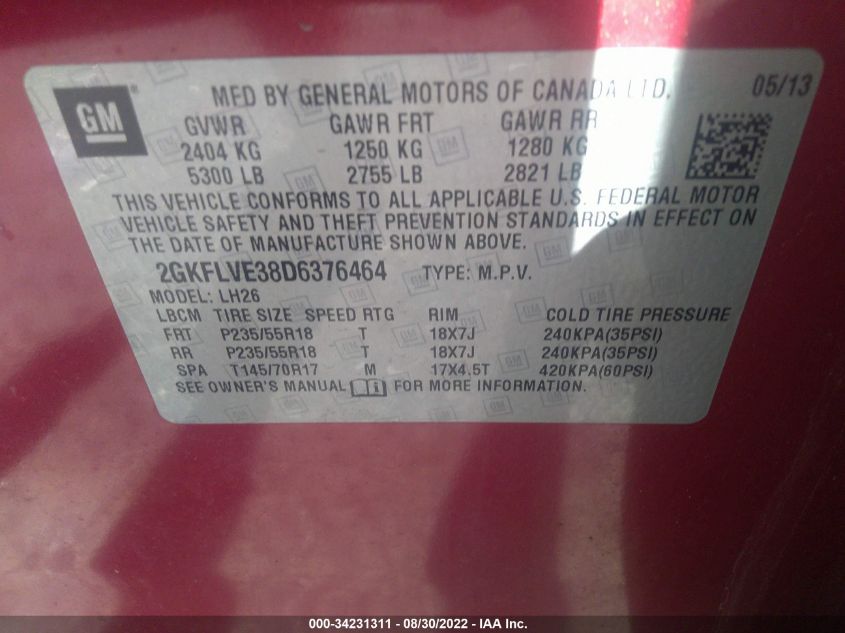 GM
MFD BY GENERAL MOTORS OF CANADA LTD. 05/13
GVWR GAWR FRT GAWR RR
2404 KG 1250 KG 1280 KG
5300 LB 2755 LB 2821 LB
THIS VEHICLE CONFORMS TO ALL APPLICABLE U.S. FEDERAL MOTOR
VEHICLE SAFETY AND THEFT PREVENTION STANDARDS IN EFFECT ON
THE DATE OF MANUFACTURE SHOWN ABOVE.
2GKFLVE38D6376464 TYPE: M.P.V.
MODEL: LH26
LBCM TIRE SIZE SPEED RTG RIM COLD TIRE PRESSURE
FRT P235/55R18 T 18X7J 240KPA(35PSI)
RR P235/55R18 T 18X7J 240KPA(35PSI)
SPA T145/70R17 M 17X4.5T 420KPA(60PSI)
SEE OWNER'S MANUAL FOR MORE INFORMATION.
000-34231311 - 08/30/2022 - IAA Inc.